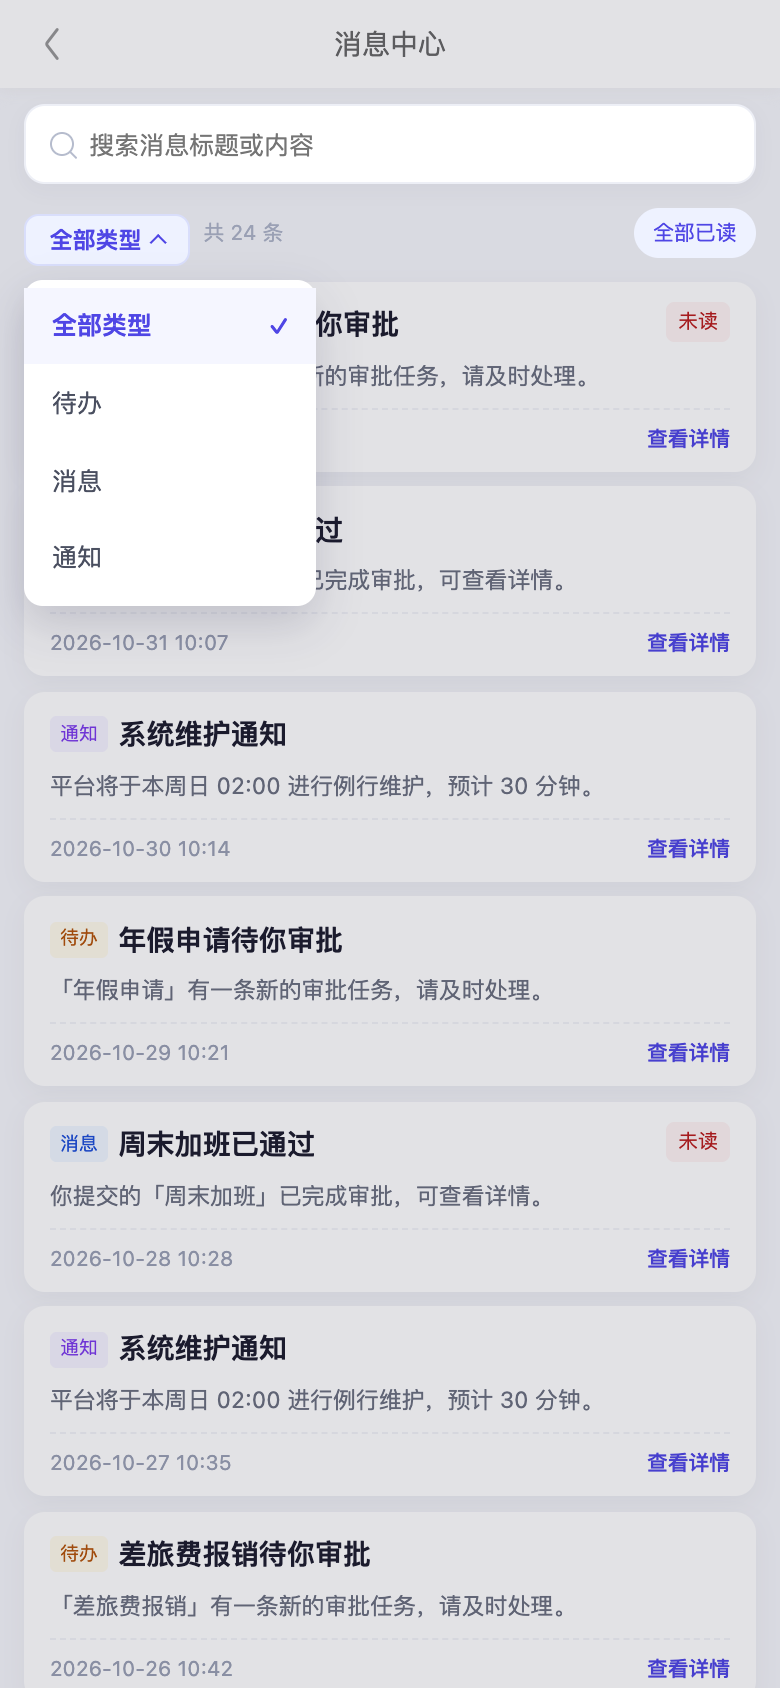 消息中心
搜索消息标题或内容
全部类型 共 24 条 全部已读
全部类型
待办
消息
通知
你审批 未读
的审批任务，请及时处理。
查看详情
过
已完成审批，可查看详情。
2026-10-31 10:07 查看详情
通知 系统维护通知
平台将于本周日 02:00 进行例行维护，预计 30 分钟。
2026-10-30 10:14 查看详情
待办 年假申请待你审批
「年假申请」有一条新的审批任务，请及时处理。
2026-10-29 10:21 查看详情
消息 周末加班已通过 未读
你提交的「周末加班」已完成审批，可查看详情。
2026-10-28 10:28 查看详情
通知 系统维护通知
平台将于本周日 02:00 进行例行维护，预计 30 分钟。
2026-10-27 10:35 查看详情
待办 差旅费报销待你审批
「差旅费报销」有一条新的审批任务，请及时处理。
2026-10-26 10:42 查看详情